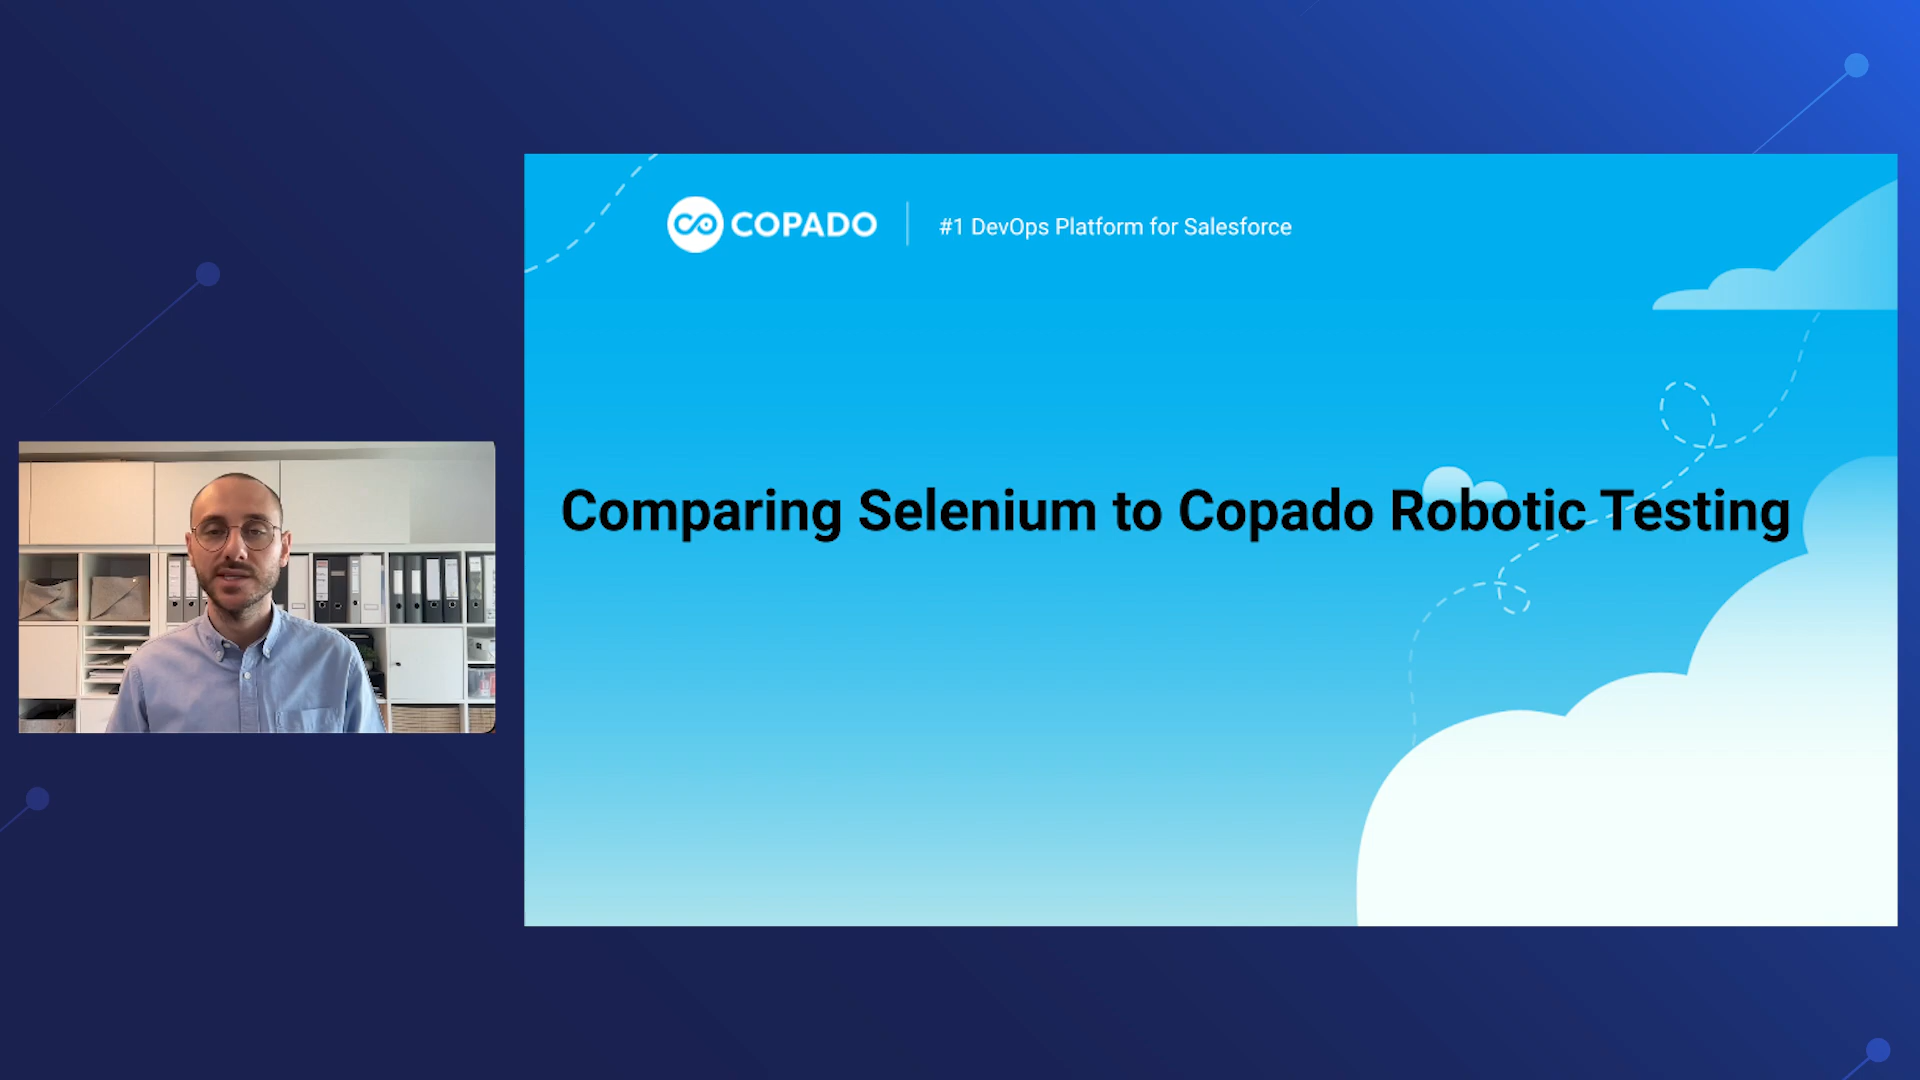 COPADO
#1 DevOps Platform for Salesforce
Comparing Selenium to Copado Robotic Testing